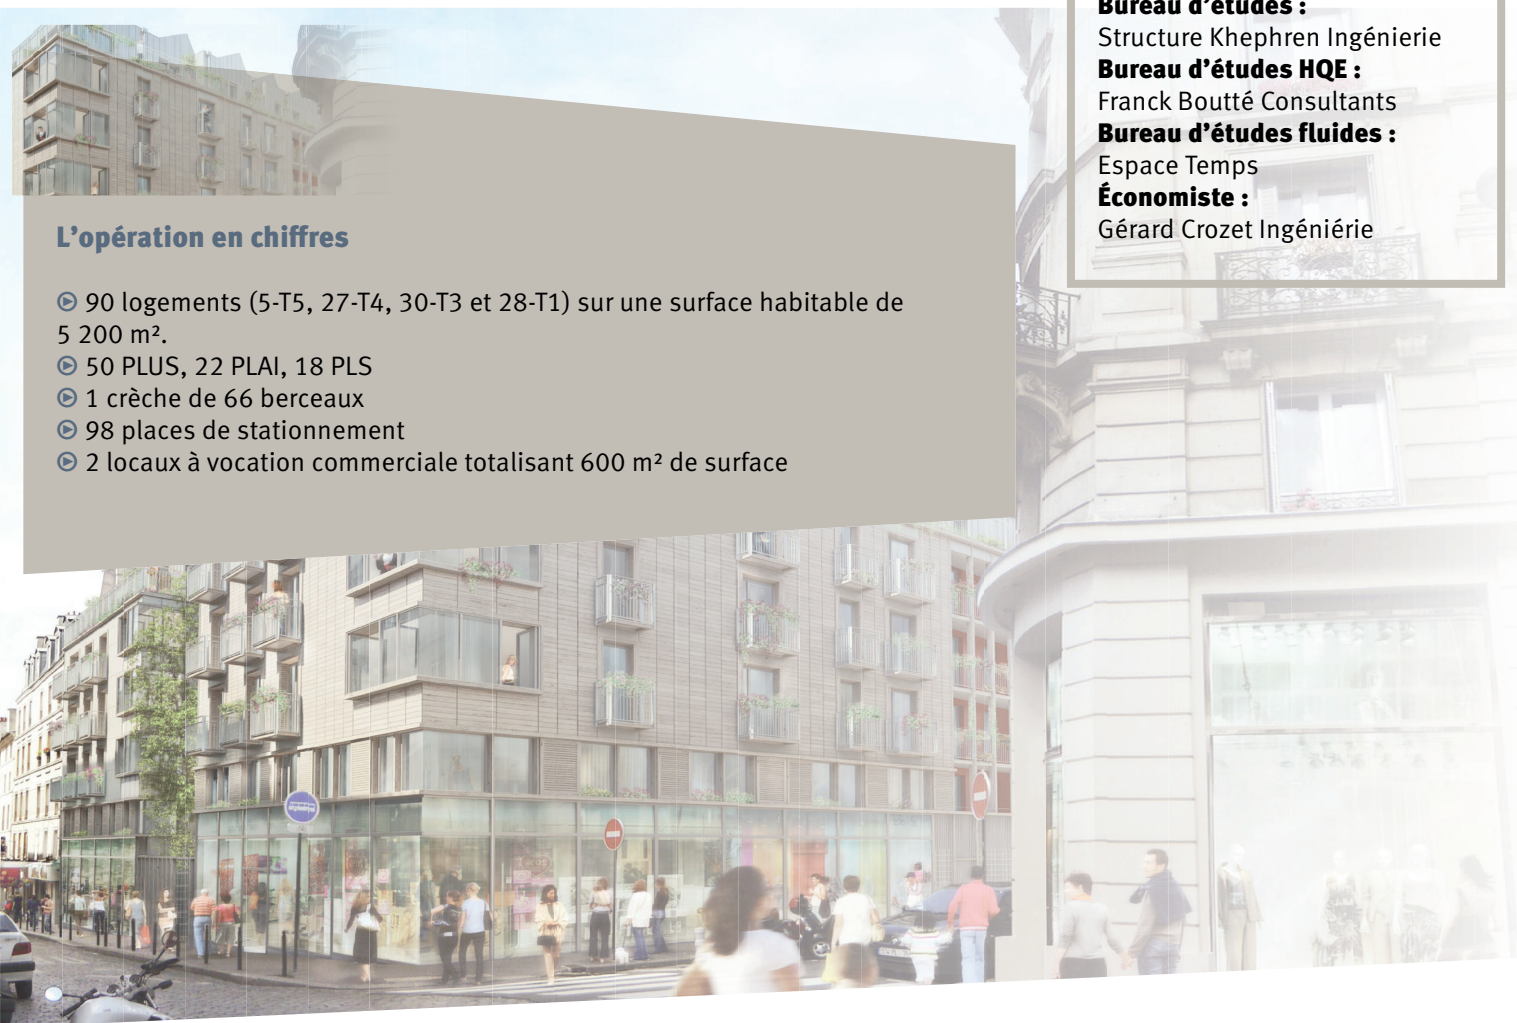 Bureau d'études :
Structure Khephren Ingénierie
Bureau d'études HQE :
Franck Boutté Consultants
Bureau d'études fluides :
Espace Temps
Économiste :
Gérard Crozet Ingéniérie
L'opération en chiffres
90 logements (5-T5, 27-T4, 30-T3 et 28-T1) sur une surface habitable de
5 200 m².
50 PLUS, 22 PLAI, 18 PLS
1 crèche de 66 berceaux
98 places de stationnement
2 locaux à vocation commerciale totalisant 600 m² de surface